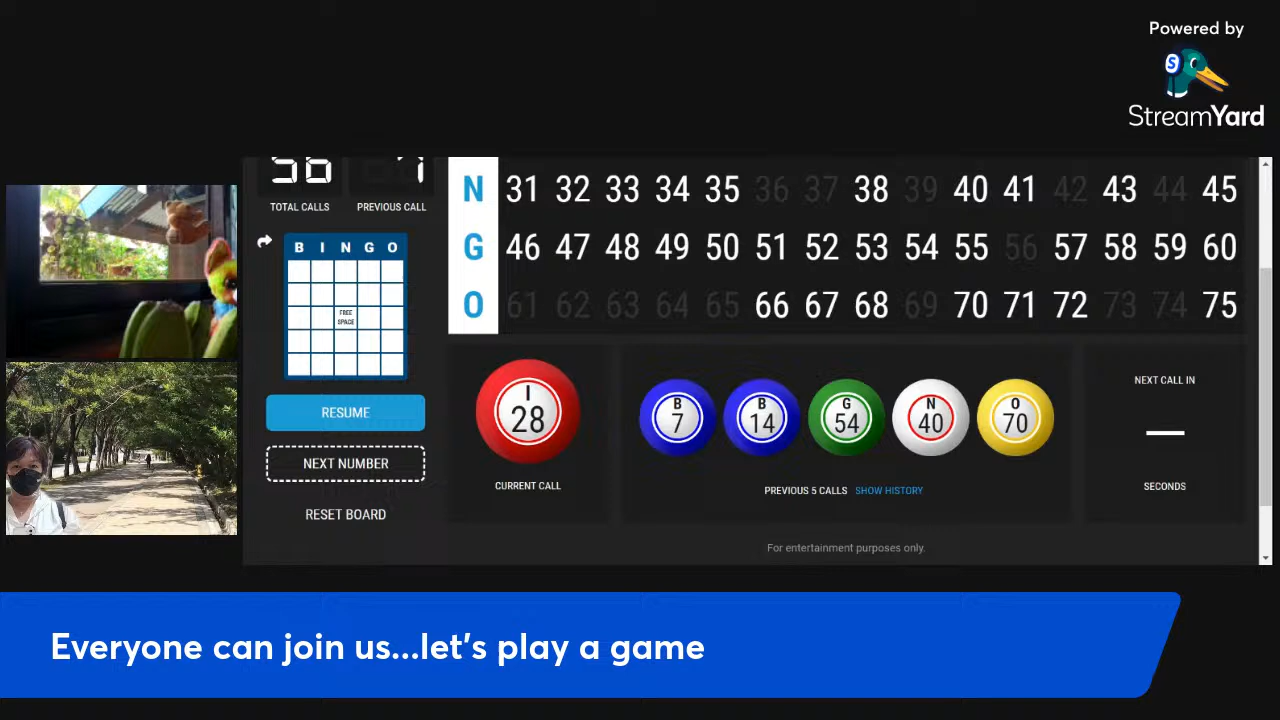 Powered by
S
StreamYard
56 7
TOTAL CALLS PREVIOUS CALL
B I N G O
FREE
SPACE
RESUME
NEXT NUMBER
RESET BOARD
N 31 32 33 34 35 36 37 38 39 40 41 42 43 44 45
G 46 47 48 49 50 51 52 53 54 55 56 57 58 59 60
O 61 62 63 64 65 66 67 68 69 70 71 72 73 74 75
I
28
CURRENT CALL
B B G N O
7 14 54 40 70
PREVIOUS 5 CALLS SHOW HISTORY
NEXT CALL IN
SECONDS
For entertainment purposes only.
Everyone can join us...let's play a game